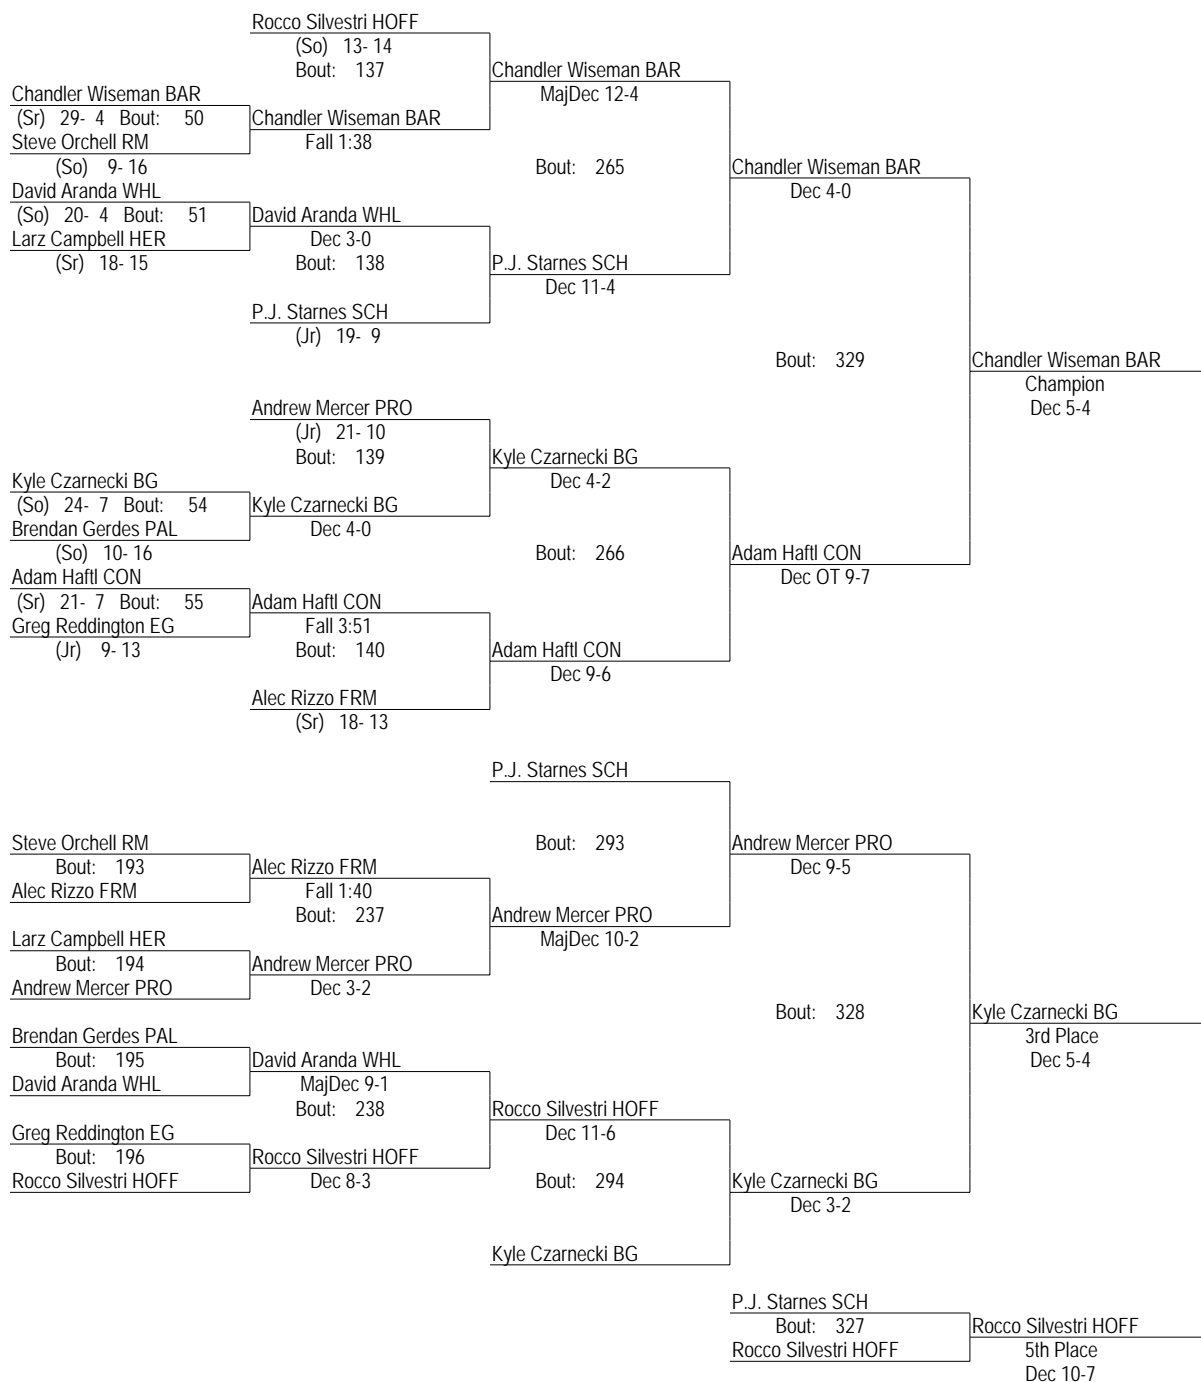 Rocco Silvestri HOFF
(So) 13- 14
Bout: 137
Chandler Wiseman BAR
MajDec 12-4
Chandler Wiseman BAR
(Sr) 29- 4 Bout: 50
Chandler Wiseman BAR
Steve Orchell RM
Fall 1:38
(So) 9- 16
Bout: 265
Chandler Wiseman BAR
Dec 4-0
David Aranda WHL
(So) 20- 4 Bout: 51
David Aranda WHL
Larz Campbell HER
Dec 3-0
(Sr) 18- 15
Bout: 138
P.J. Starnes SCH
Dec 11-4
P.J. Starnes SCH
(Jr) 19- 9
Bout: 329
Chandler Wiseman BAR
Champion
Dec 5-4
Andrew Mercer PRO
(Jr) 21- 10
Bout: 139
Kyle Czarnecki BG
Dec 4-2
Kyle Czarnecki BG
(So) 24- 7 Bout: 54
Kyle Czarnecki BG
Brendan Gerdes PAL
Dec 4-0
(So) 10- 16
Bout: 266
Adam Haftl CON
Dec OT 9-7
Adam Haftl CON
(Sr) 21- 7 Bout: 55
Adam Haftl CON
Greg Reddington EG
Fall 3:51
(Jr) 9- 13
Bout: 140
Adam Haftl CON
Dec 9-6
Alec Rizzo FRM
(Sr) 18- 13
P.J. Starnes SCH
Steve Orchell RM
Bout: 293
Andrew Mercer PRO
Bout: 193
Alec Rizzo FRM
Dec 9-5
Alec Rizzo FRM
Fall 1:40
Bout: 237
Andrew Mercer PRO
Larz Campbell HER
MajDec 10-2
Bout: 194
Andrew Mercer PRO
Andrew Mercer PRO
Dec 3-2
Bout: 328
Kyle Czarnecki BG
3rd Place
Dec 5-4
Brendan Gerdes PAL
Bout: 195
David Aranda WHL
David Aranda WHL
MajDec 9-1
Bout: 238
Rocco Silvestri HOFF
Greg Reddington EG
Dec 11-6
Bout: 196
Rocco Silvestri HOFF
Rocco Silvestri HOFF
Dec 8-3
Bout: 294
Kyle Czarnecki BG
Dec 3-2
Kyle Czarnecki BG
P.J. Starnes SCH
Bout: 327
Rocco Silvestri HOFF
Rocco Silvestri HOFF
5th Place
Dec 10-7